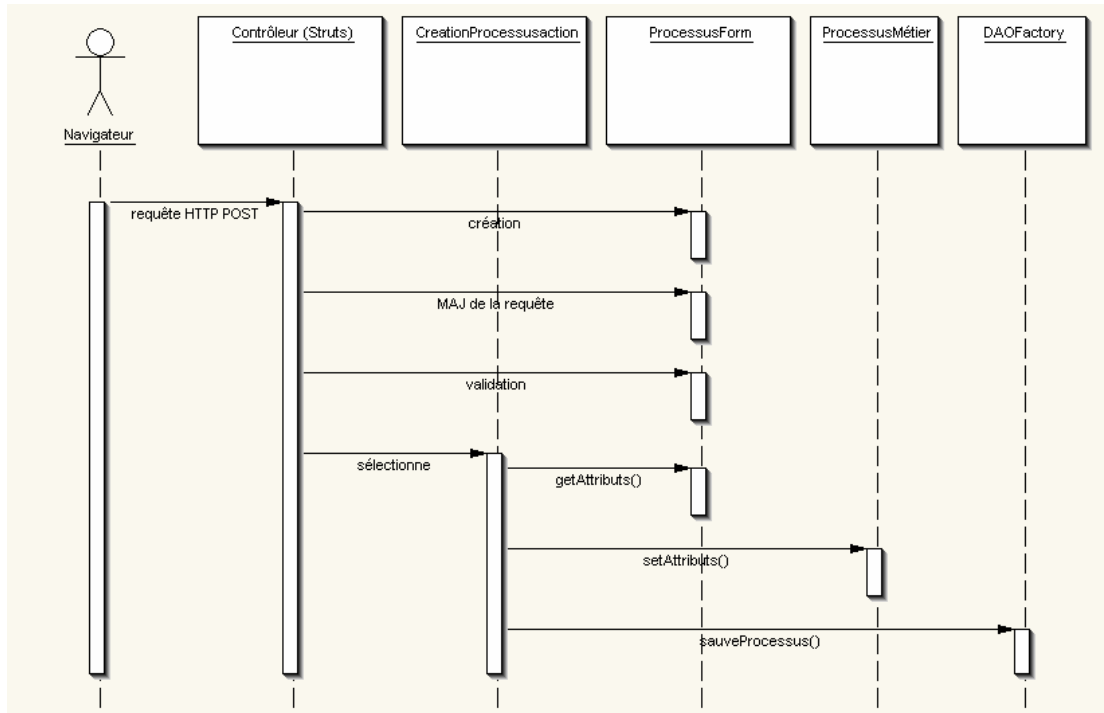 Contrôleur (Struts)
CreationProcessusaction
ProcessusForm
ProcessusMétier
DAOFactory
Navigateur
requête HTTP POST
création
MAJ de la requête
validation
sélectionne
getAttributs()
setAttributs()
sauveProcessus()